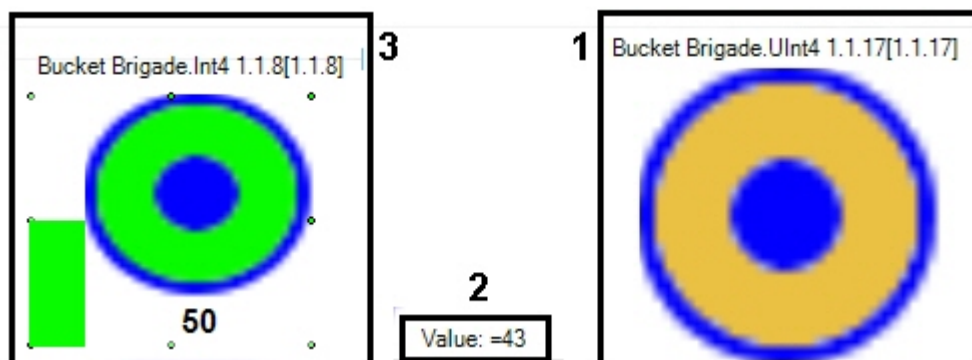 Bucket Brigade.Int4 1.1.8[1.1.8]
3
50
2
Value: =43
1
Bucket Brigade.UInt4 1.1.17[1.1.17]